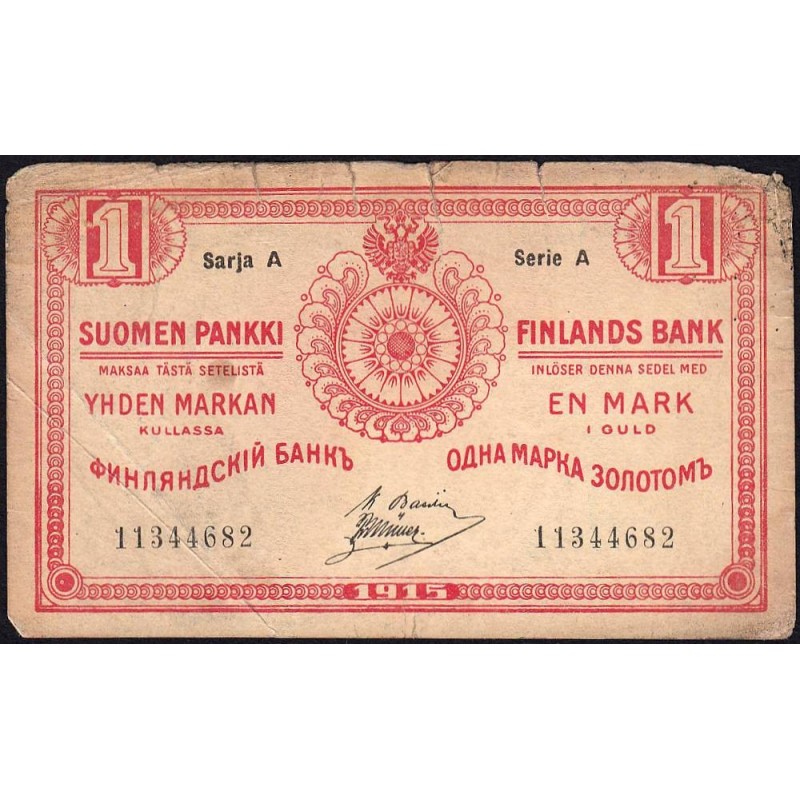 1 1
Sarja A Serie A
SUOMEN PANKKI FINLANDS BANK
MAKSAA TÄSTÄ SETELISTÄ INLÖSER DENNA SEDEL MED
YHDEN MARKAN EN MARK
KULLASSA I GULD
ФИНЛЯНДСКІЙ БАНКЪ ОДНА МАРКА ЗОЛОТОМЪ
11344682 11344682
1915